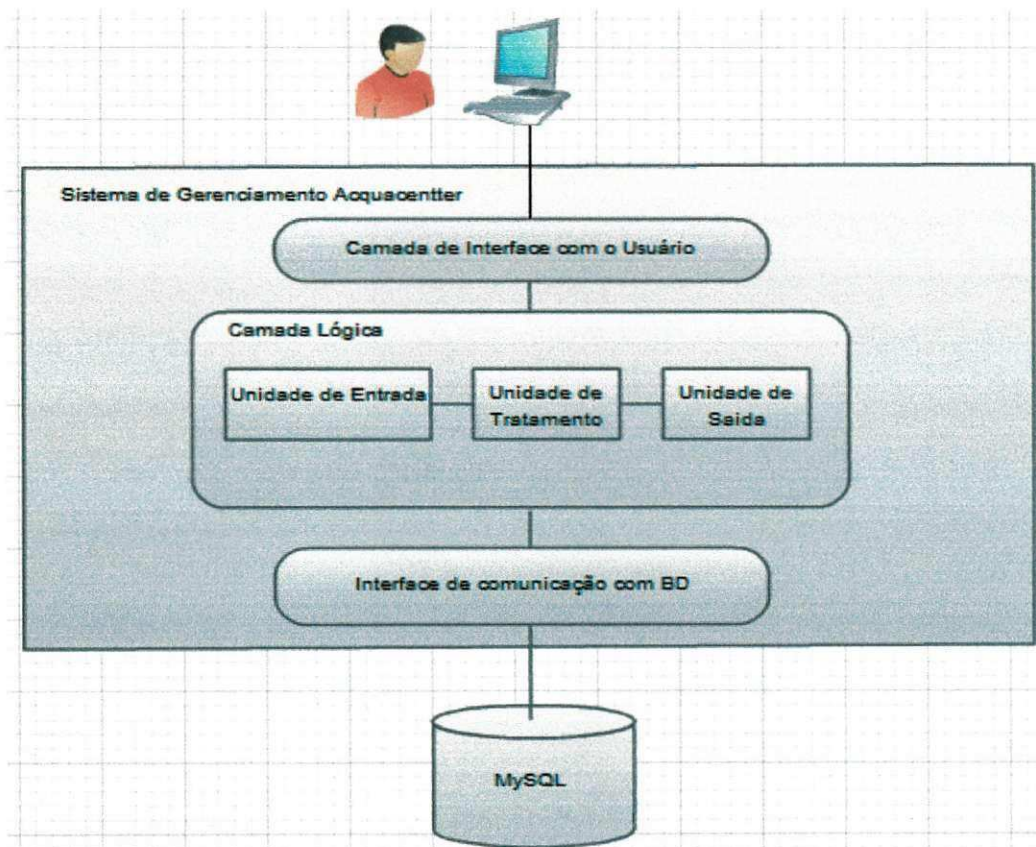 Sistema de Gerenciamento Acquacentter
Camada de Interface com o Usuário
Camada Lógica
Unidade de Entrada
Unidade de
Tratamento
Unidade de
Saida
Interface de comunicação com BD
MySQL